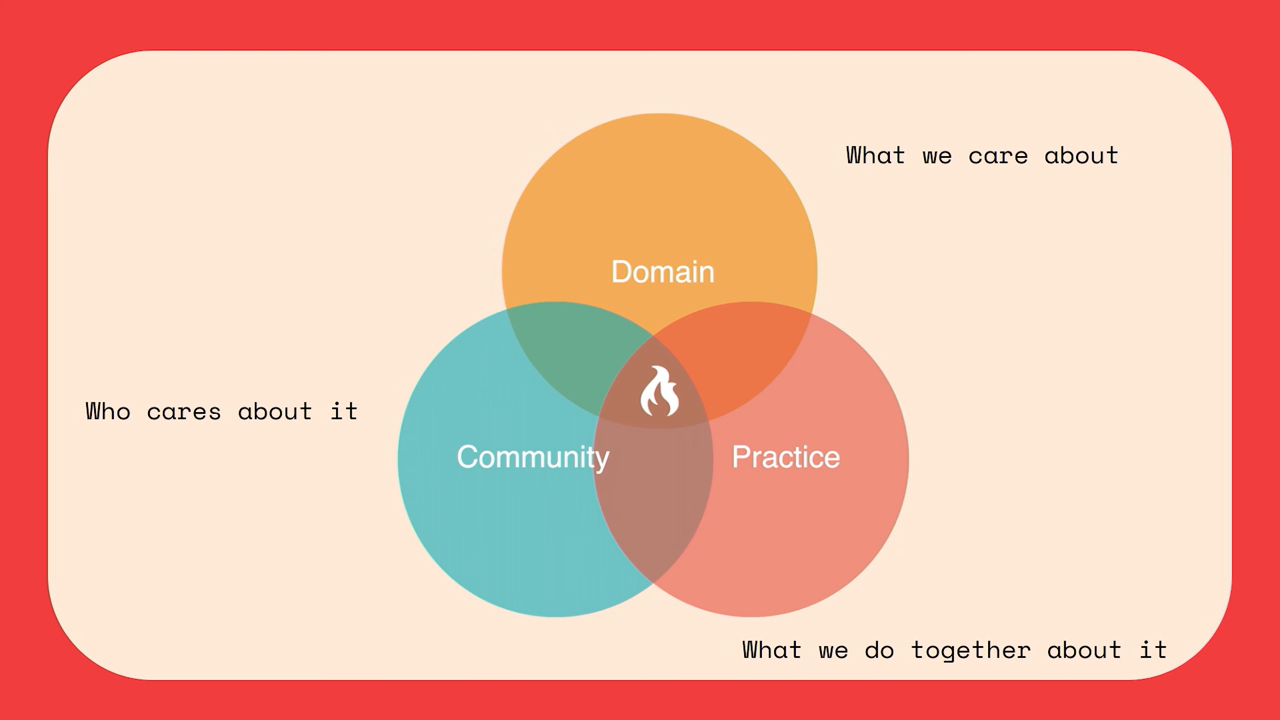 What we care about
Domain
Who cares about it
Community
Practice
What we do together about it